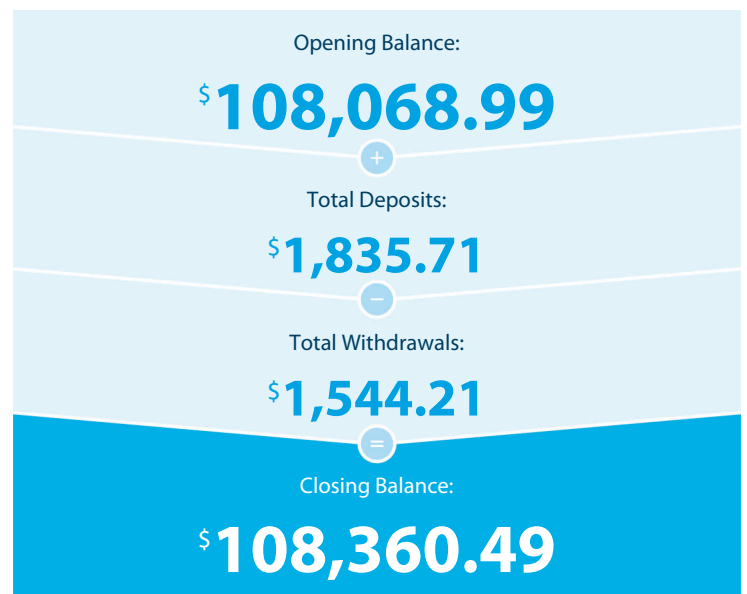 Opening Balance:
$108,068.99
+
Total Deposits:
$1,835.71
−
Total Withdrawals:
$1,544.21
=
Closing Balance:
$108,360.49